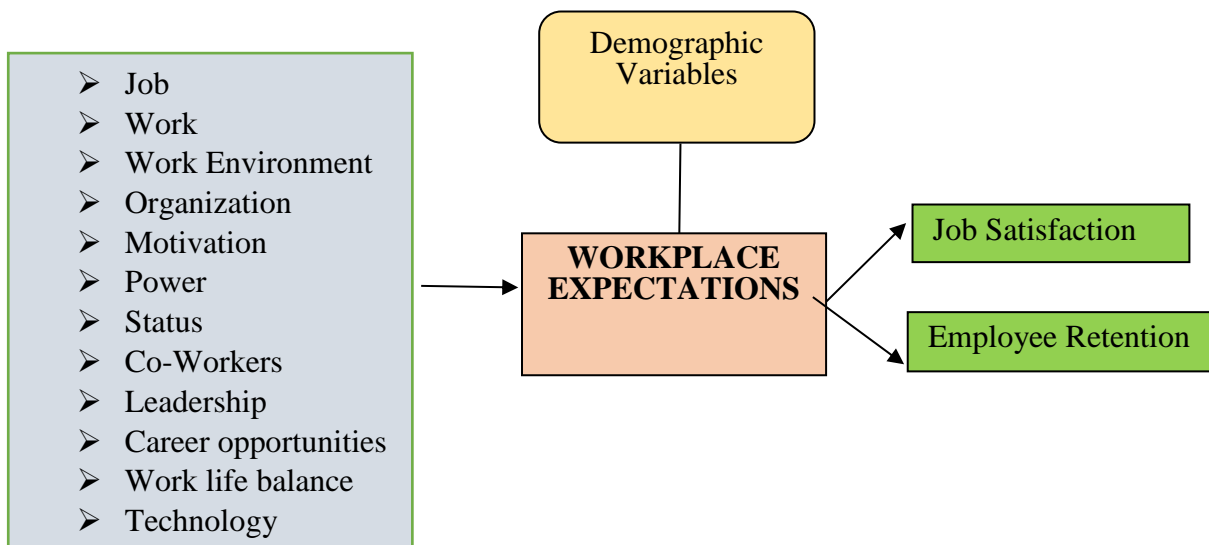 Demographic
Variables
➢ Job
➢ Work
➢ Work Environment
➢ Organization
➢ Motivation
➢ Power
➢ Status
➢ Co-Workers
➢ Leadership
➢ Career opportunities
➢ Work life balance
➢ Technology
WORKPLACE
EXPECTATIONS
Job Satisfaction
Employee Retention